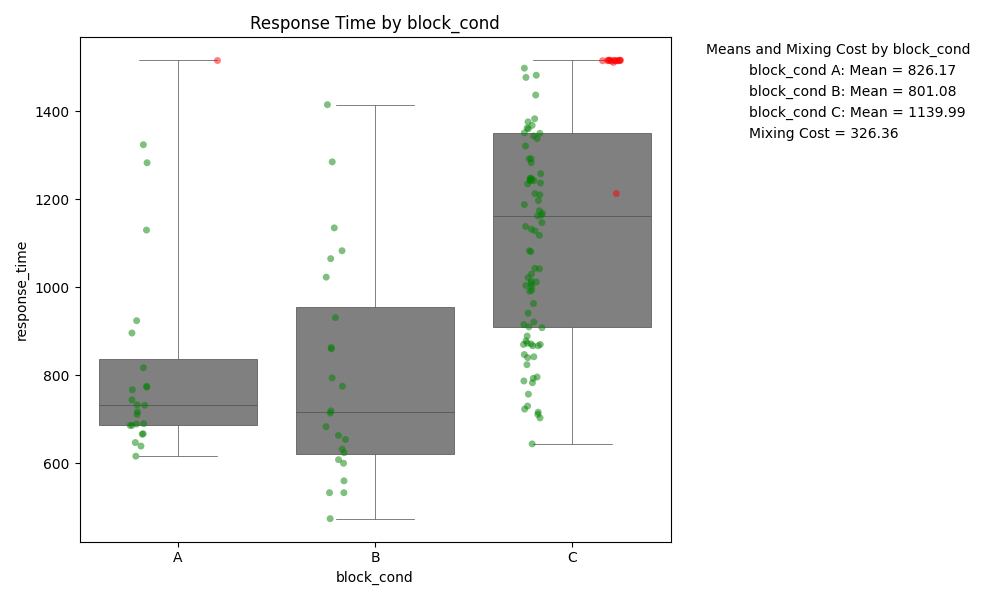 Response Time by block_cond
Means and Mixing Cost by block_cond
block_cond A: Mean = 826.17
block_cond B: Mean = 801.08
block_cond C: Mean = 1139.99
Mixing Cost = 326.36
response_time
1400
1200
1000
800
600
A
B
C
block_cond